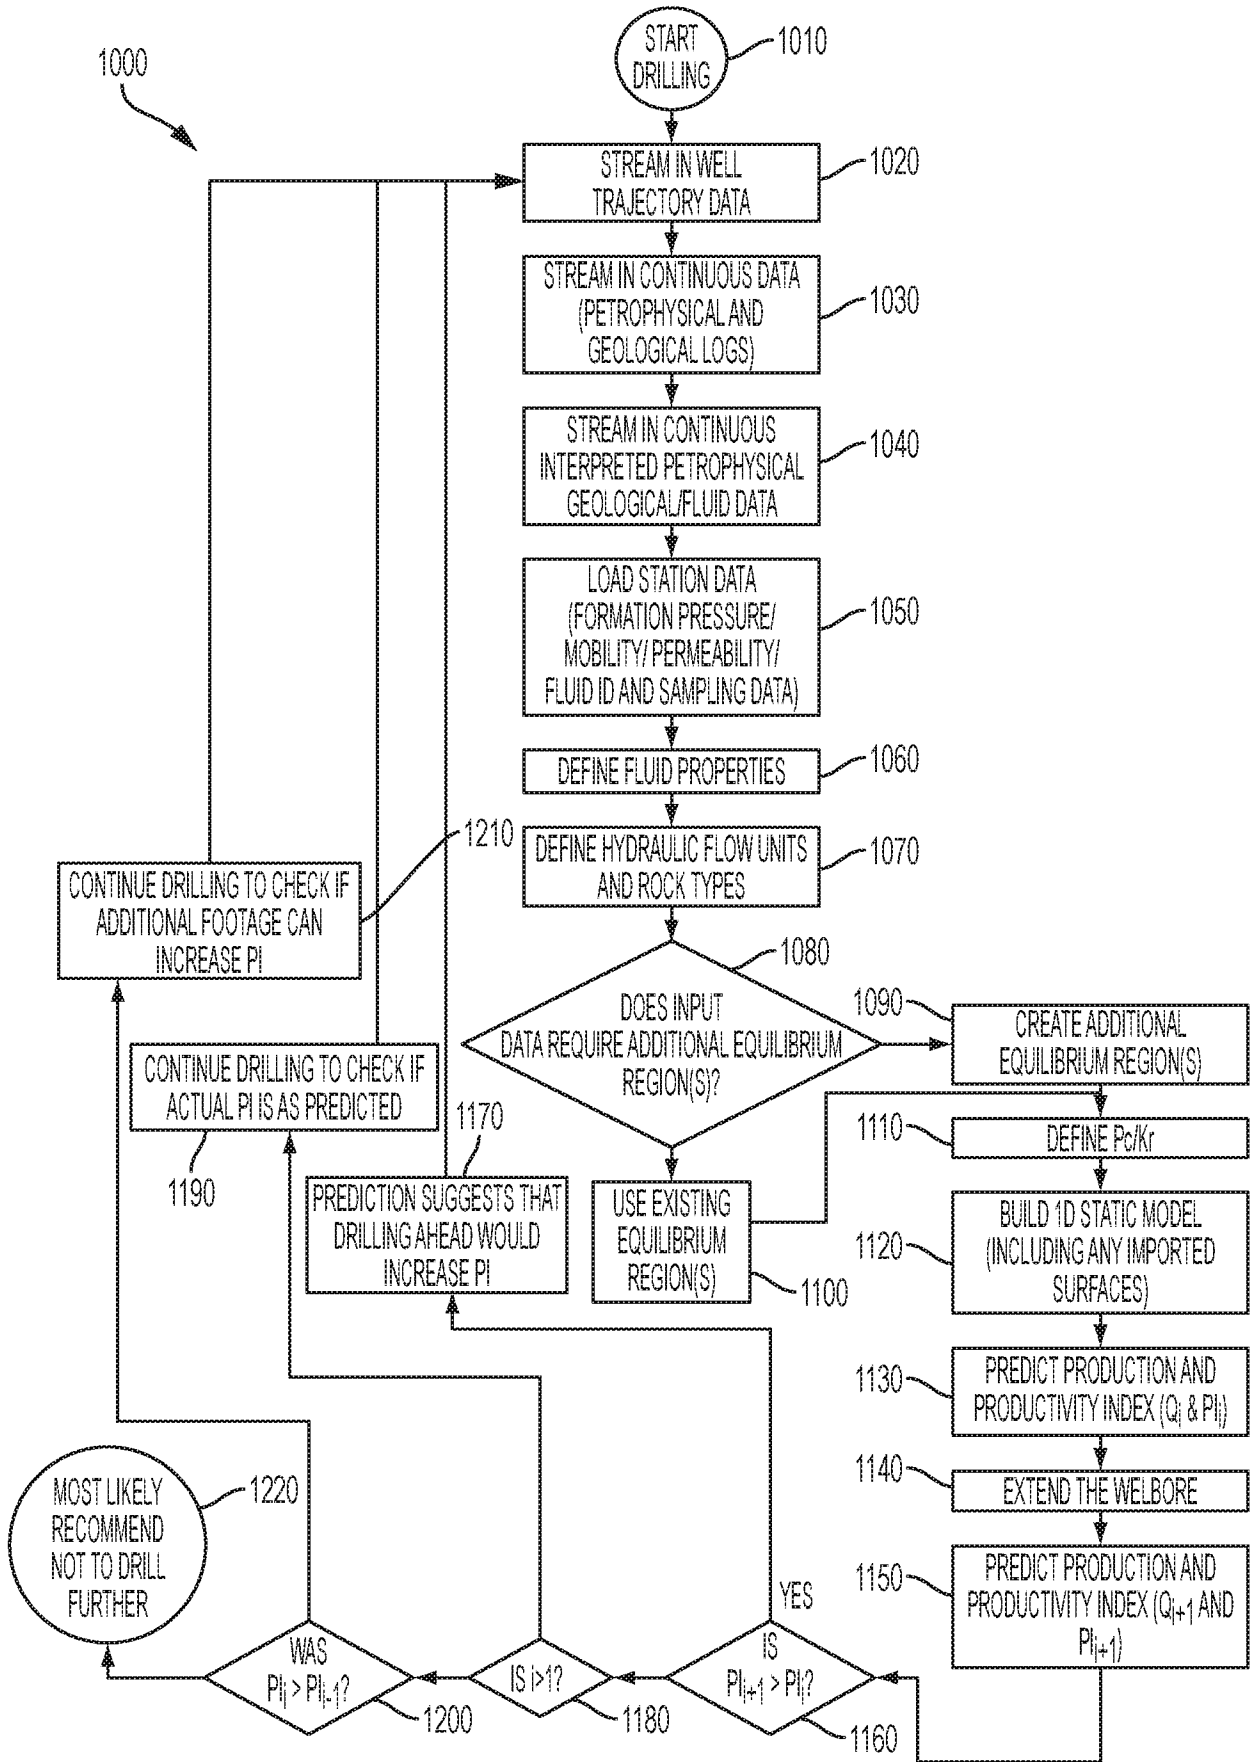 1000
START
DRILLING
1010
STREAM IN WELL
TRAJECTORY DATA
1020
STREAM IN CONTINUOUS DATA
(PETROPHYSICAL AND
GEOLOGICAL LOGS)
1030
STREAM IN CONTINUOUS
INTERPRETED PETROPHYSICAL
GEOLOGICAL/FLUID DATA
1040
LOAD STATION DATA
(FORMATION PRESSURE/
MOBILITY/ PERMEABILITY/
FLUID ID AND SAMPLING DATA)
1050
DEFINE FLUID PROPERTIES
1060
DEFINE HYDRAULIC FLOW UNITS
AND ROCK TYPES
1070
1210
CONTINUE DRILLING TO CHECK IF
ADDITIONAL FOOTAGE CAN
INCREASE PI
1080
DOES INPUT
DATA REQUIRE ADDITIONAL EQUILIBRIUM
REGION(S)?
1090
CREATE ADDITIONAL
EQUILIBRIUM REGION(S)
CONTINUE DRILLING TO CHECK IF
ACTUAL PI IS AS PREDICTED
1190
1170
PREDICTION SUGGESTS THAT
DRILLING AHEAD WOULD
INCREASE PI
USE EXISTING
EQUILIBRIUM
REGION(S)
1100
1110
DEFINE Pc/Kr
1120
BUILD 1D STATIC MODEL
(INCLUDING ANY IMPORTED
SURFACES)
1130
PREDICT PRODUCTION AND
PRODUCTIVITY INDEX (Qi & PIi)
1140
EXTEND THE WELBORE
1150
PREDICT PRODUCTION AND
PRODUCTIVITY INDEX (Qi+1 AND
PIi+1)
MOST LIKELY
RECOMMEND
NOT TO DRILL
FURTHER
1220
YES
WAS
PIi > PIi-1?
1200
IS i>1?
1180
IS
PIi+1 > PIi?
1160